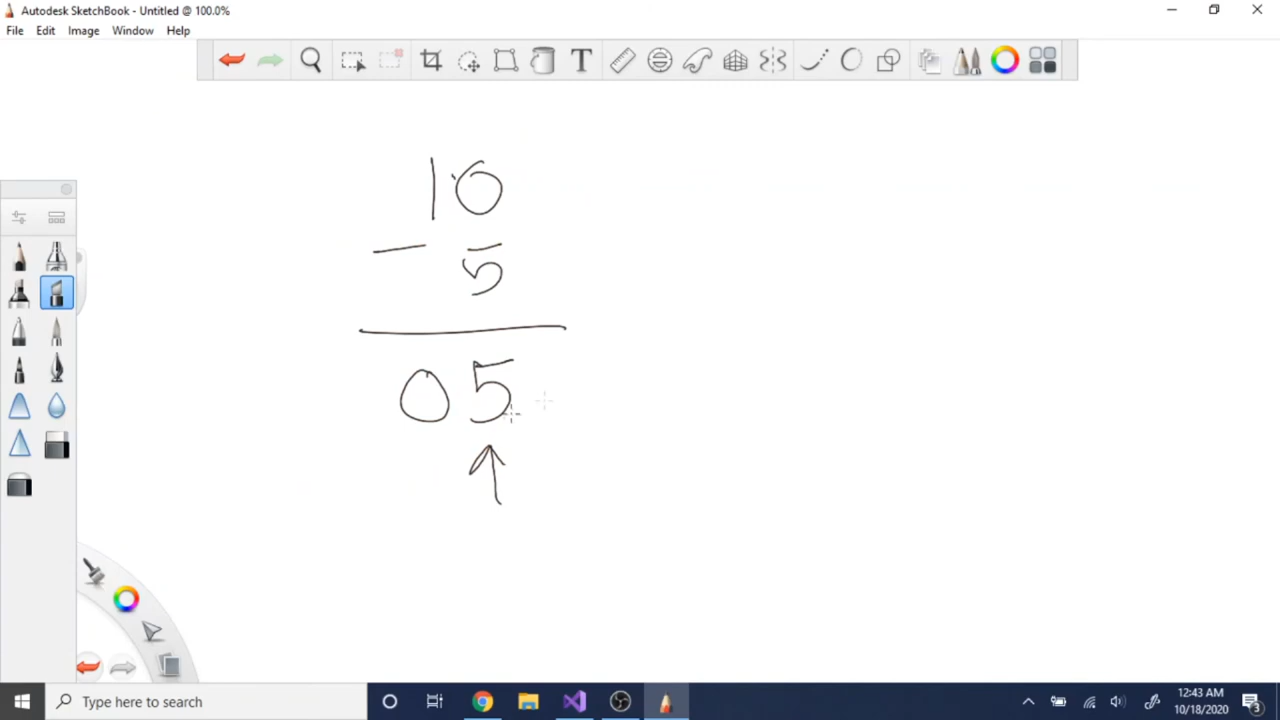 Autodesk SketchBook - Untitled @ 100.0%
File Edit Image Window Help
T
10
- 5
05
Type here to search
12:43 AM
10/18/2020
3